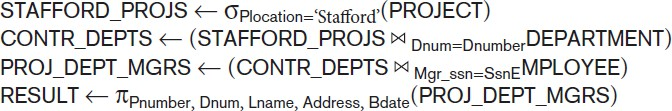 STAFFORD_PROJS ← σPlocation=‘Stafford’(PROJECT)
CONTR_DEPTS ← (STAFFORD_PROJS ⋈ Dnum=DnumberDEPARTMENT)
PROJ_DEPT_MGRS ← (CONTR_DEPTS ⋈ Mgr_ssn=SsnEMPLOYEE)
RESULT ← πPnumber, Dnum, Lname, Address, Bdate(PROJ_DEPT_MGRS)